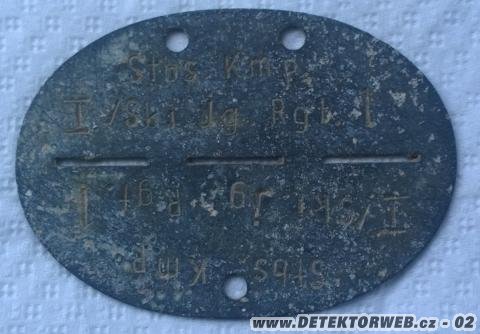 Stbs. Kmp.
I/Ski Jg. Rgt. 1
I/Ski Jg. Rgt. 1
Stbs. Kmp.
www.DETEKTORWEB.cz - 02